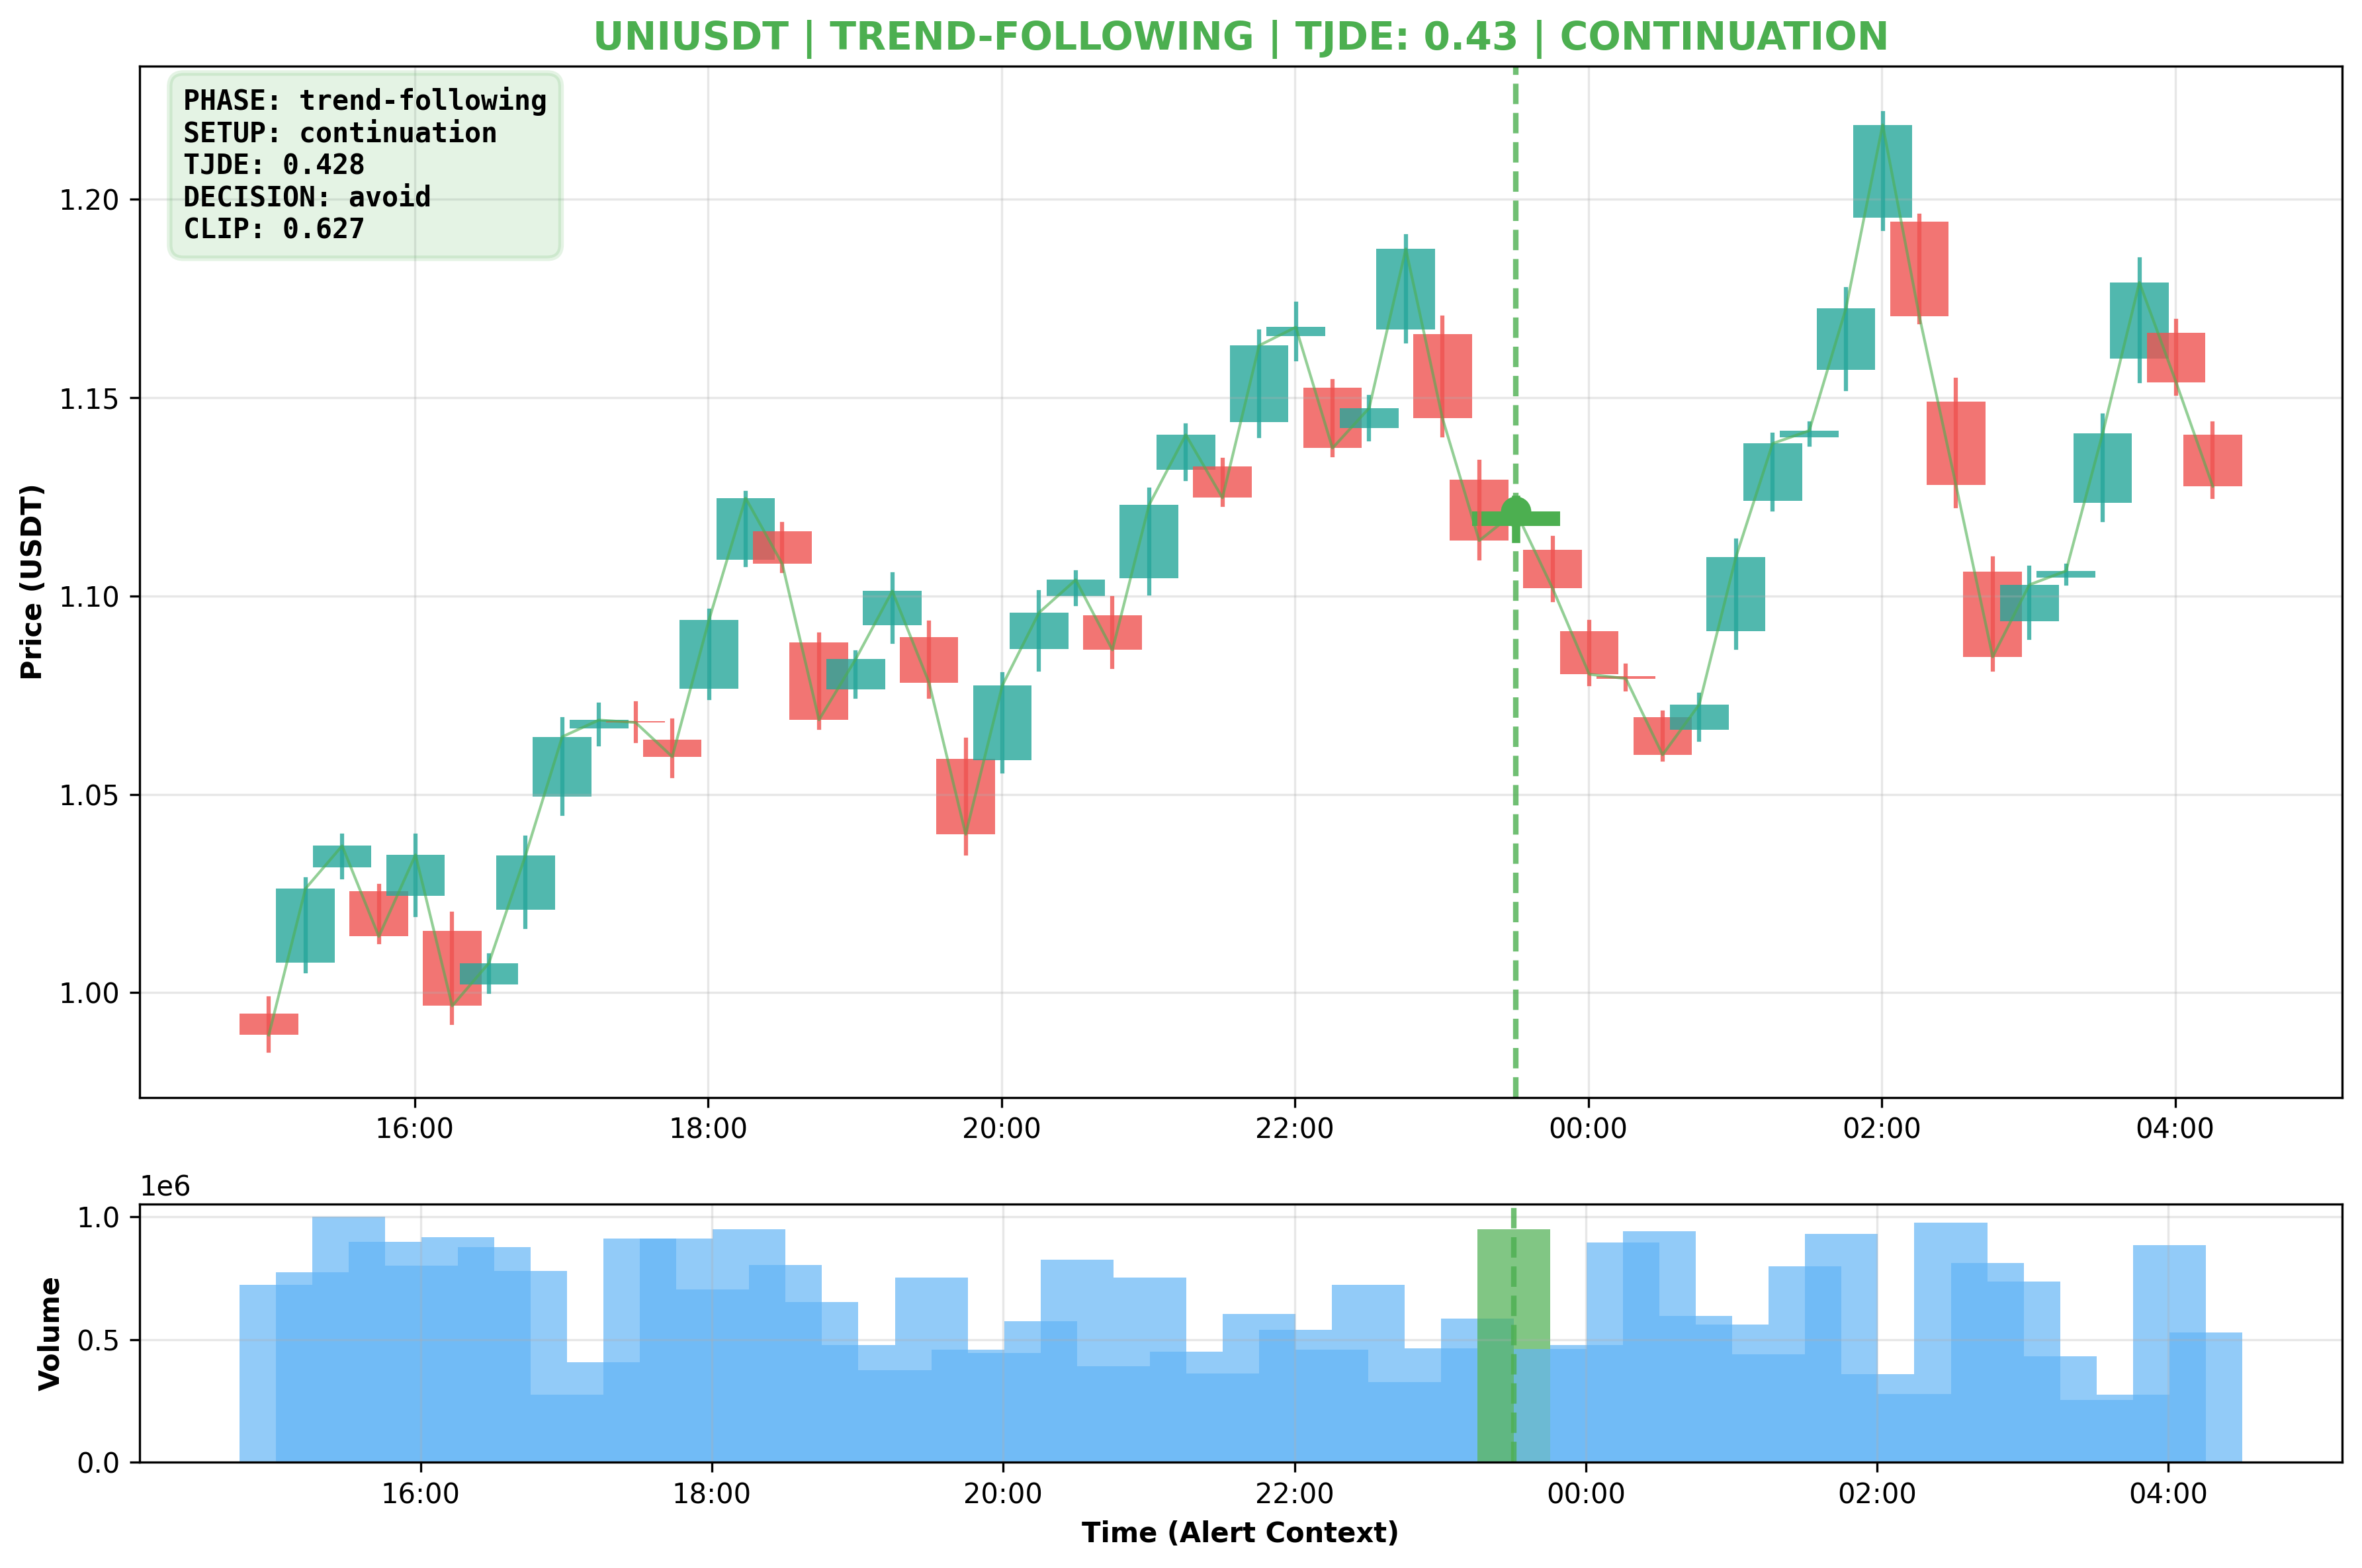 UNIUSDT | TREND-FOLLOWING | TJDE: 0.43 | CONTINUATION
PHASE: trend-following
SETUP: continuation
TJDE: 0.428
DECISION: avoid
CLIP: 0.627
Price (USDT)
1.20
1.15
1.10
1.05
1.00
16:00 18:00 20:00 22:00 00:00 02:00 04:00
1e6
Volume
1.0
0.5
0.0
16:00 18:00 20:00 22:00 00:00 02:00 04:00
Time (Alert Context)